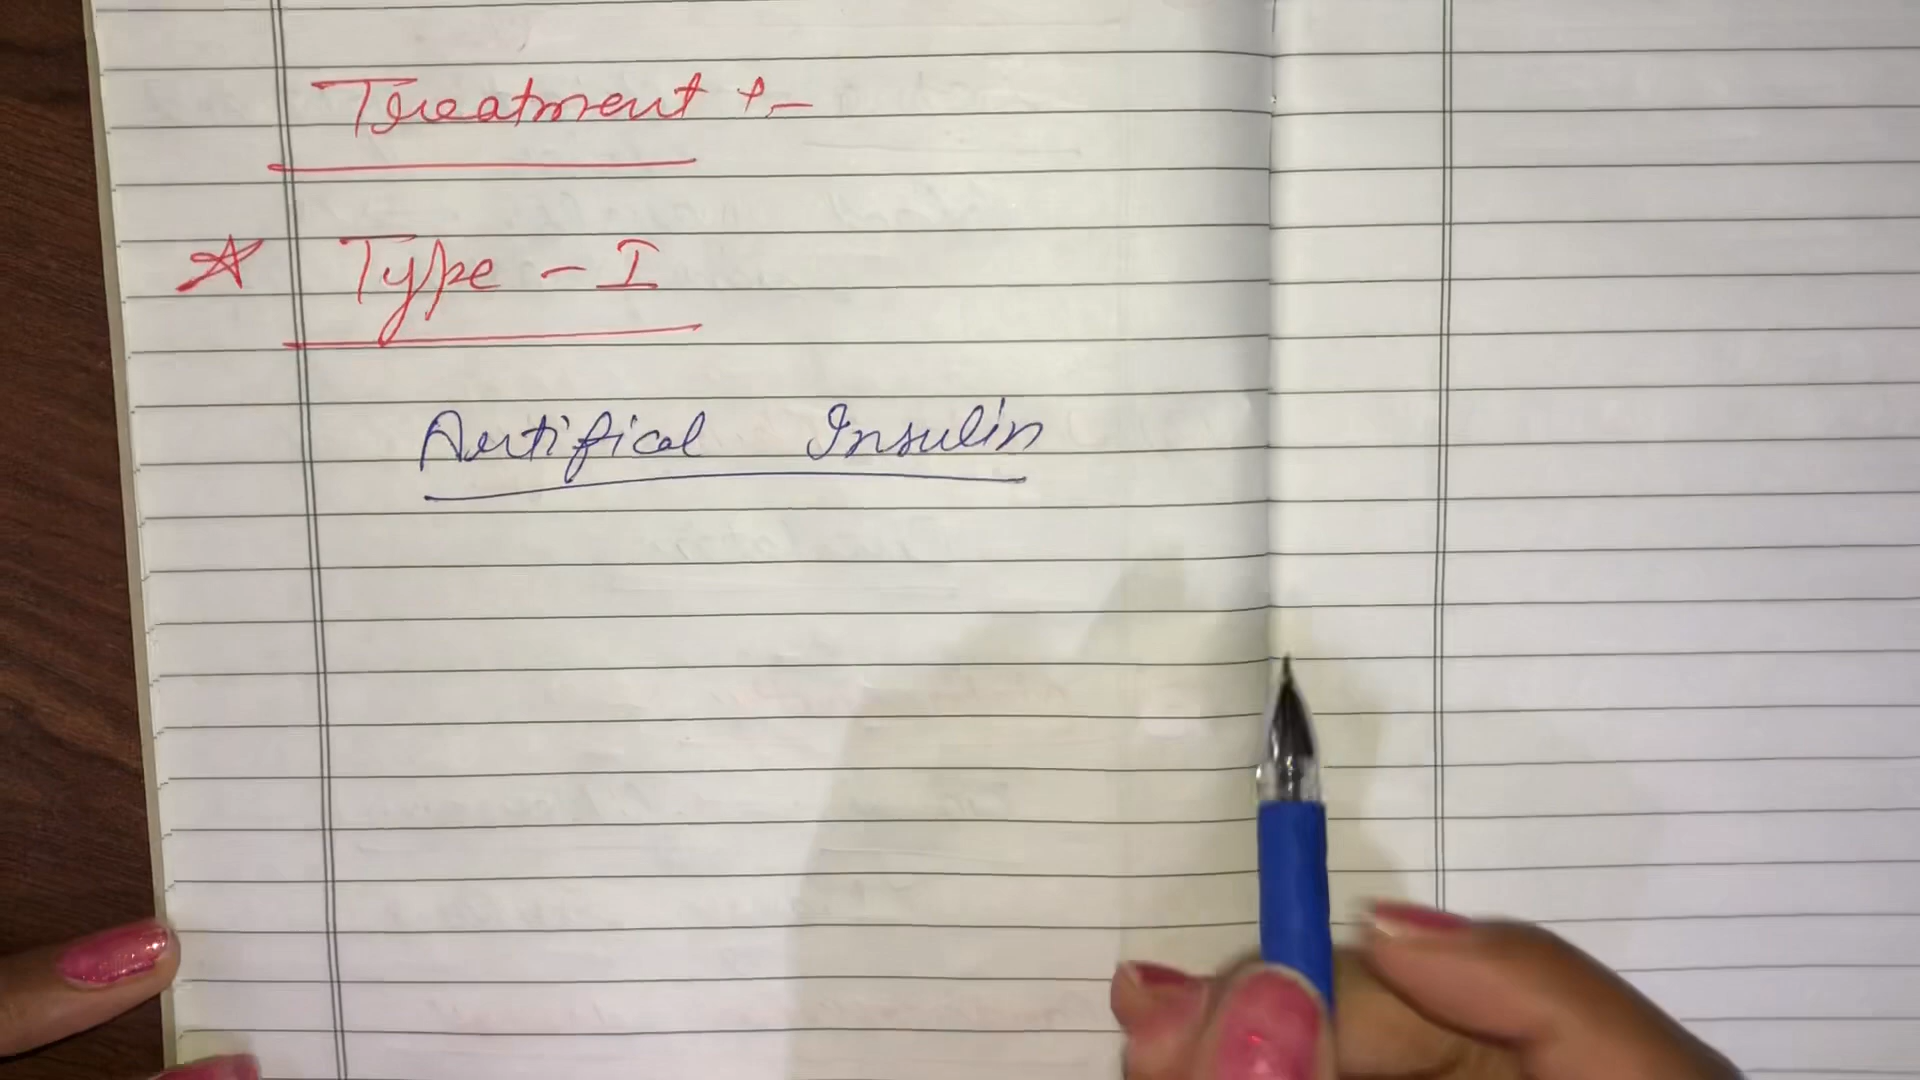 Treatment :-
☆ Type - I
Artifical Insulin